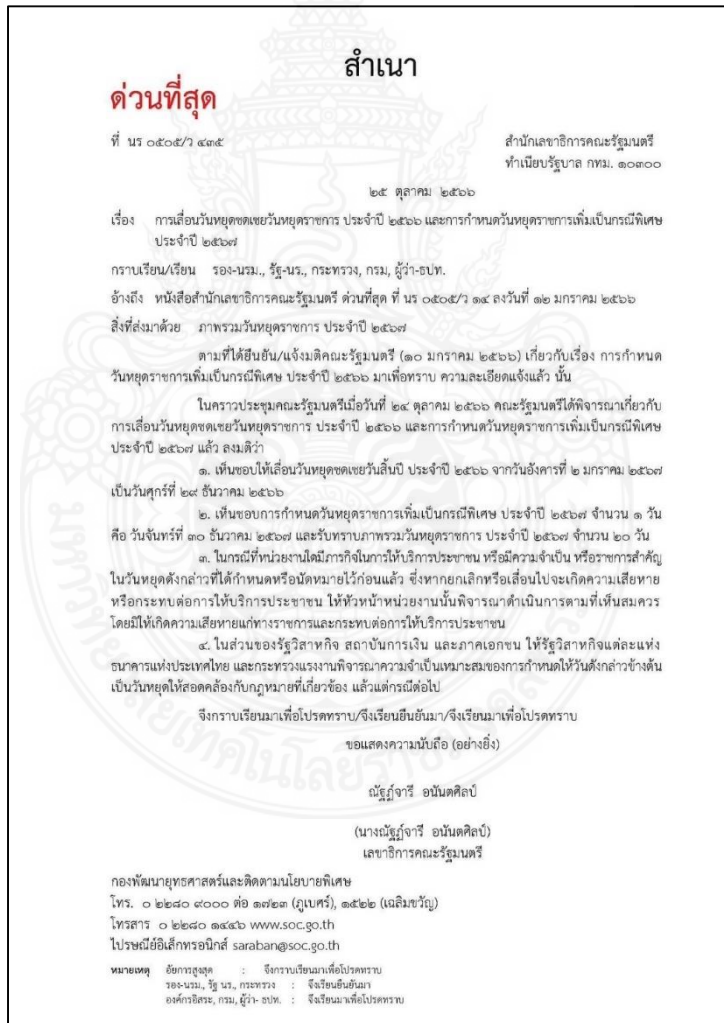 สำเนา
ด่วนที่สุด
ที่ นร ๐๕๐๕/ว ๔๓๕
สำนักเลขาธิการคณะรัฐมนตรี
ทำเนียบรัฐบาล กทม. ๑๐๓๐๐
๒๕ ตุลาคม ๒๕๖๖
เรื่อง การเลื่อนวันหยุดชดเชยวันหยุดราชการ ประจำปี ๒๕๖๖ และการกำหนดวันหยุดราชการเพิ่มเป็นกรณีพิเศษ
ประจำปี ๒๕๖๗
กราบเรียน/เรียน รอง-นรม., รัฐ-นร., กระทรวง, กรม, ผู้ว่า-ธปท.
อ้างถึง หนังสือสำนักเลขาธิการคณะรัฐมนตรี ด่วนที่สุด ที่ นร ๐๕๐๕/ว ๑๔ ลงวันที่ ๑๒ มกราคม ๒๕๖๖
สิ่งที่ส่งมาด้วย ภาพรวมวันหยุดราชการ ประจำปี ๒๕๖๗
ตามที่ได้ยืนยัน/แจ้งมติคณะรัฐมนตรี (๑๐ มกราคม ๒๕๖๖) เกี่ยวกับเรื่อง การกำหนด
วันหยุดราชการเพิ่มเป็นกรณีพิเศษ ประจำปี ๒๕๖๖ มาเพื่อทราบ ความละเอียดแจ้งแล้ว นั้น
ในคราวประชุมคณะรัฐมนตรีเมื่อวันที่ ๒๔ ตุลาคม ๒๕๖๖ คณะรัฐมนตรีได้พิจารณาเกี่ยวกับ
การเลื่อนวันหยุดชดเชยวันหยุดราชการ ประจำปี ๒๕๖๖ และการกำหนดวันหยุดราชการเพิ่มเป็นกรณีพิเศษ
ประจำปี ๒๕๖๗ แล้ว ลงมติว่า
๑. เห็นชอบให้เลื่อนวันหยุดชดเชยวันสิ้นปี ประจำปี ๒๕๖๖ จากวันอังคารที่ ๒ มกราคม ๒๕๖๗
เป็นวันศุกร์ที่ ๒๙ ธันวาคม ๒๕๖๖
๒. เห็นชอบการกำหนดวันหยุดราชการเพิ่มเป็นกรณีพิเศษ ประจำปี ๒๕๖๗ จำนวน ๑ วัน
คือ วันจันทร์ที่ ๓๐ ธันวาคม ๒๕๖๗ และรับทราบภาพรวมวันหยุดราชการ ประจำปี ๒๕๖๗ จำนวน ๒๐ วัน
๓. ในกรณีที่หน่วยงานใดมีภารกิจในการให้บริการประชาชน หรือมีความจำเป็น หรือราชการสำคัญ
ในวันหยุดดังกล่าวที่ได้กำหนดหรือนัดหมายไว้ก่อนแล้ว ซึ่งหากยกเลิกหรือเลื่อนไปจะเกิดความเสียหาย
หรือกระทบต่อการให้บริการประชาชน ให้หัวหน้าหน่วยงานนั้นพิจารณาดำเนินการตามที่เห็นสมควร
โดยมิให้เกิดความเสียหายแก่ทางราชการและกระทบต่อการให้บริการประชาชน
๔. ในส่วนของรัฐวิสาหกิจ สถาบันการเงิน และภาคเอกชน ให้รัฐวิสาหกิจแต่ละแห่ง
ธนาคารแห่งประเทศไทย และกระทรวงแรงงานพิจารณาความจำเป็นเหมาะสมของการกำหนดให้วันดังกล่าวข้างต้น
เป็นวันหยุดให้สอดคล้องกับกฎหมายที่เกี่ยวข้อง แล้วแต่กรณีต่อไป
จึงกราบเรียนมาเพื่อโปรดทราบ/จึงเรียนยืนยันมา/จึงเรียนมาเพื่อโปรดทราบ
ขอแสดงความนับถือ (อย่างยิ่ง)
ณัฐฏ์จารี อนันตศิลป์
(นางณัฐฏ์จารี อนันตศิลป์)
เลขาธิการคณะรัฐมนตรี
กองพัฒนายุทธศาสตร์และติดตามนโยบายพิเศษ
โทร. ๐ ๒๒๘๐ ๙๐๐๐ ต่อ ๑๗๒๓ (ภูเบศร์), ๑๕๒๒ (เฉลิมขวัญ)
โทรสาร ๐ ๒๒๘๐ ๑๔๔๖ www.soc.go.th
ไปรษณีย์อิเล็กทรอนิกส์ saraban@soc.go.th
หมายเหตุ อัยการสูงสุด : จึงกราบเรียนมาเพื่อโปรดทราบ
รอง-นรม., รัฐ นร., กระทรวง : จึงเรียนยืนยันมา
องค์กรอิสระ, กรม, ผู้ว่า- ธปท. : จึงเรียนมาเพื่อโปรดทราบ